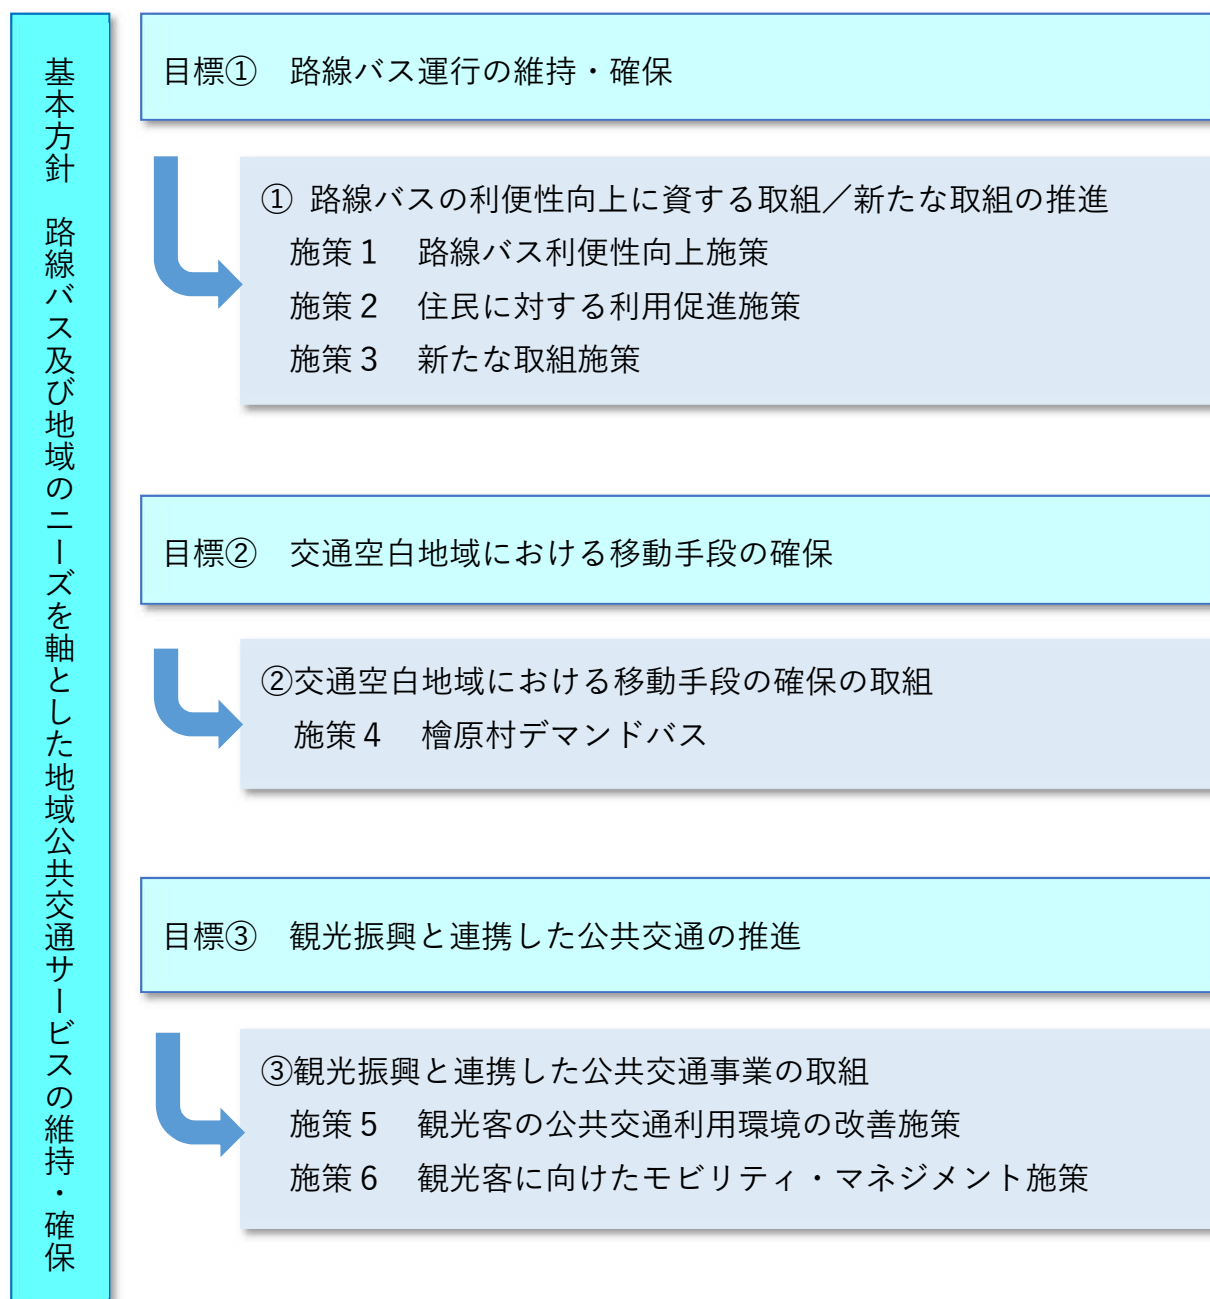 基本方針　路線バス及び地域のニーズを軸とした地域公共交通サービスの維持・確保
目標①　路線バス運行の維持・確保
① 路線バスの利便性向上に資する取組／新たな取組の推進
施策１　路線バス利便性向上施策
施策２　住民に対する利用促進施策
施策３　新たな取組施策
目標②　交通空白地域における移動手段の確保
②交通空白地域における移動手段の確保の取組
施策４　檜原村デマンドバス
目標③　観光振興と連携した公共交通の推進
③観光振興と連携した公共交通事業の取組
施策５　観光客の公共交通利用環境の改善施策
施策６　観光客に向けたモビリティ・マネジメント施策